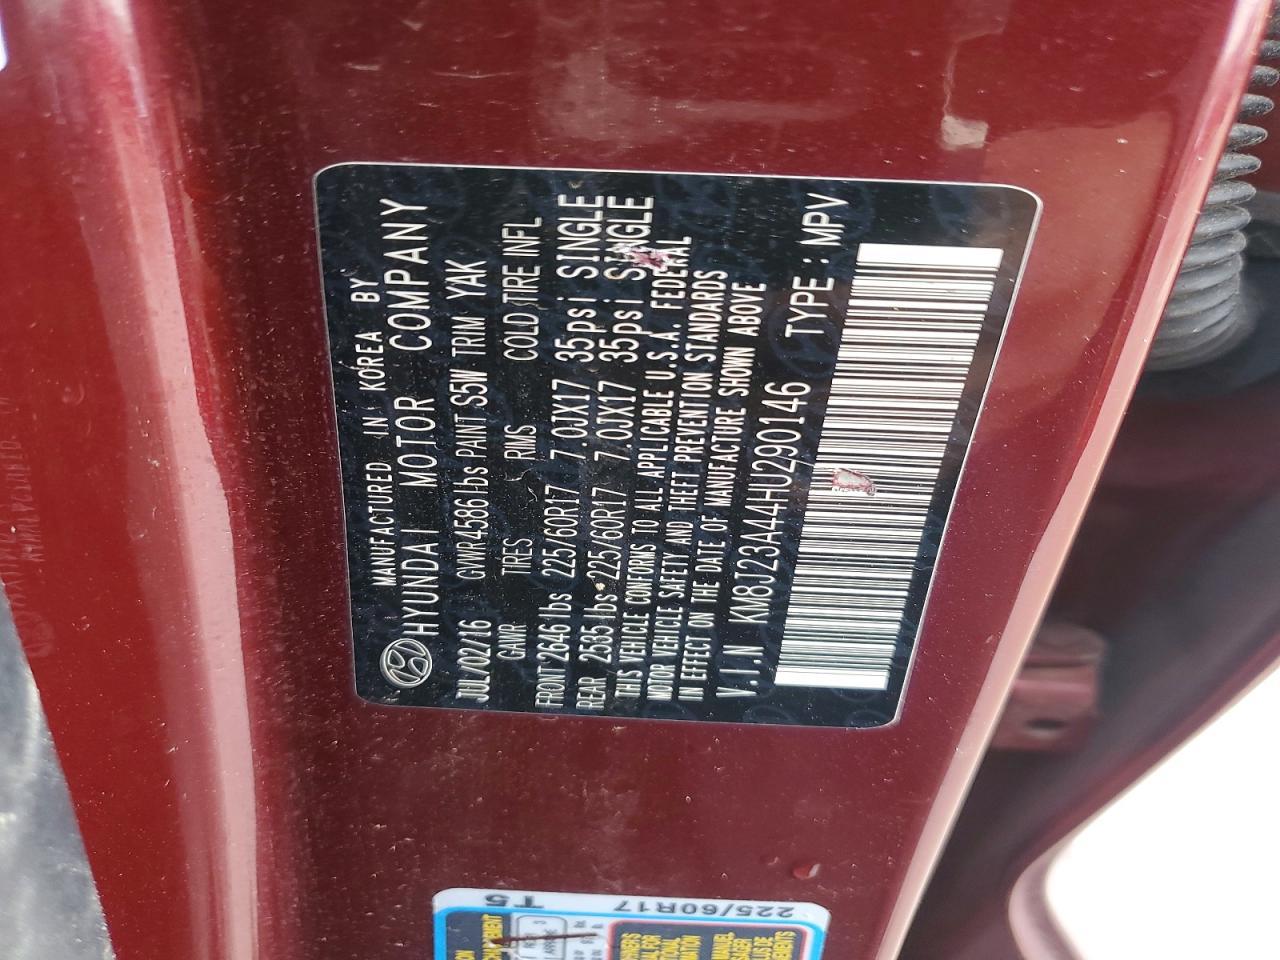 MANUFACTURED IN KOREA BY
HYUNDAI MOTOR COMPANY
JUL/02/16 GVWR 4586 lbs PAINT S5W TRIM YAK
GAWR TIRES RIMS COLD TIRE INFL
FRONT 2646 lbs 225/60R17 7.0JX17 35psi SINGLE
REAR 2535 lbs 225/60R17 7.0JX17 35psi SINGLE
THIS VEHICLE CONFORMS TO ALL APPLICABLE U.S.A. FEDERAL
MOTOR VEHICLE SAFETY AND THEFT PREVENTION STANDARDS
IN EFFECT ON THE DATE OF MANUFACTURE SHOWN ABOVE
V.I.N KM8J23A44HU290146 TYPE : MPV
225/60R17 T5